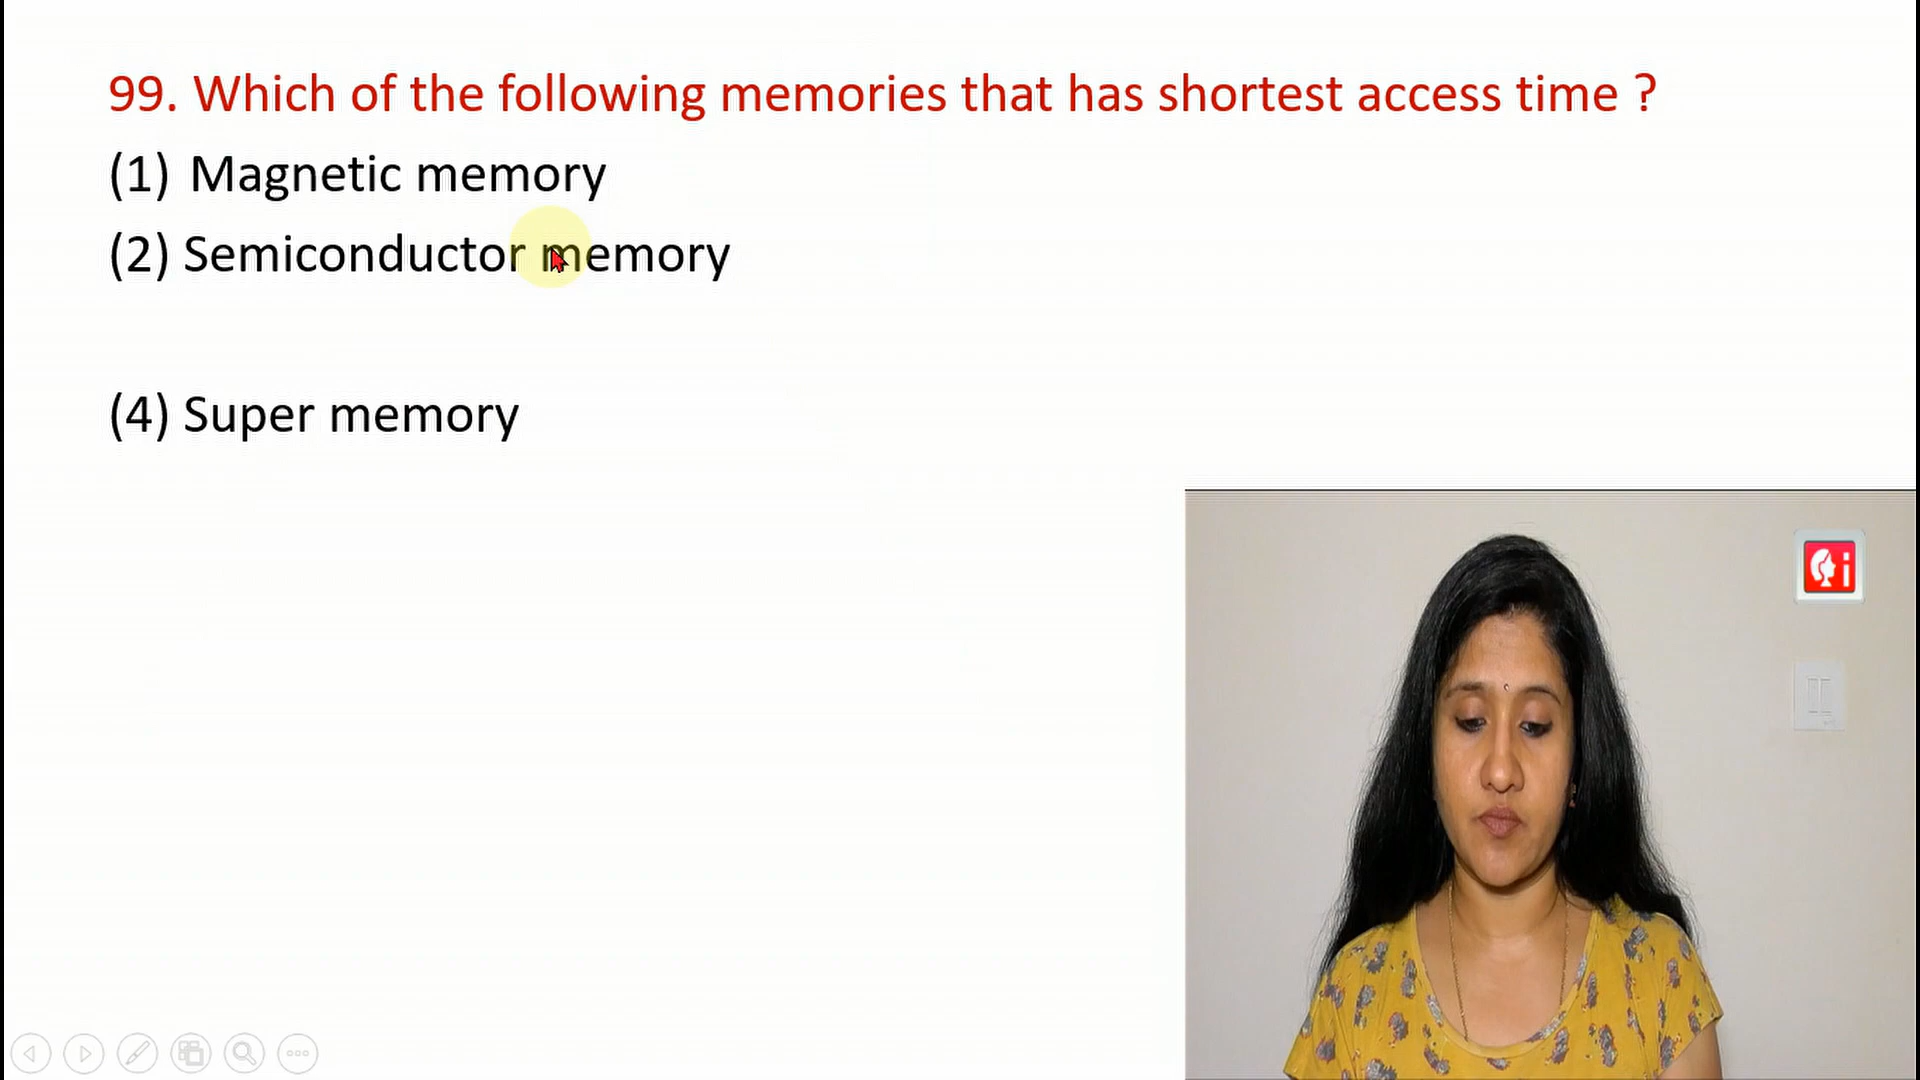 99. Which of the following memories that has shortest access time ?
(1) Magnetic memory
(2) Semiconductor memory
(4) Super memory